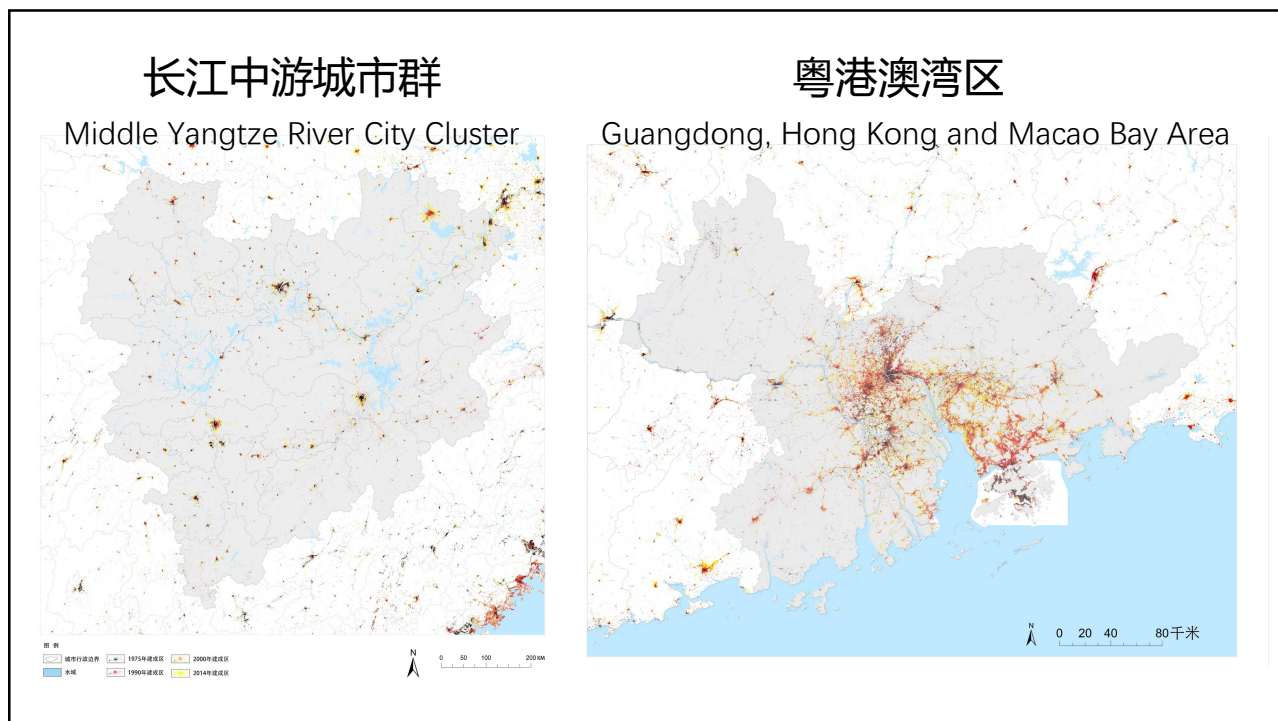 长江中游城市群
Middle Yangtze River City Cluster
粤港澳湾区
Guangdong, Hong Kong and Macao Bay Area
图 例
城市行政边界
1975年建成区
2000年建成区
水域
1990年建成区
2014年建成区
N
0 50 100 200 KM
N
0 20 40 80千米